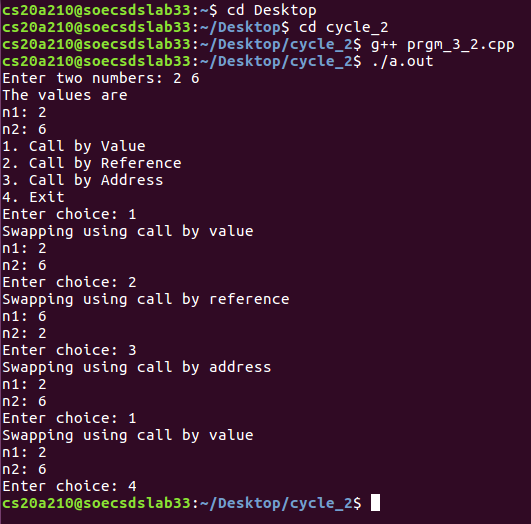 cs20a210@soecsdslab33:~$ cd Desktop
cs20a210@soecsdslab33:~/Desktop$ cd cycle_2
cs20a210@soecsdslab33:~/Desktop/cycle_2$ g++ prgm_3_2.cpp
cs20a210@soecsdslab33:~/Desktop/cycle_2$ ./a.out
Enter two numbers: 2 6
The values are
n1: 2
n2: 6
1. Call by Value
2. Call by Reference
3. Call by Address
4. Exit
Enter choice: 1
Swapping using call by value
n1: 2
n2: 6
Enter choice: 2
Swapping using call by reference
n1: 6
n2: 2
Enter choice: 3
Swapping using call by address
n1: 2
n2: 6
Enter choice: 1
Swapping using call by value
n1: 2
n2: 6
Enter choice: 4
cs20a210@soecsdslab33:~/Desktop/cycle_2$